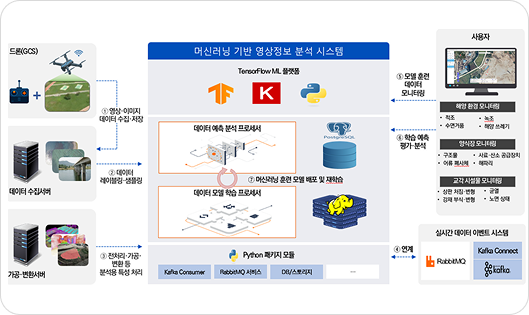 드론(GCS)
① 영상·이미지
데이터 수집·저장
데이터 수집서버
② 데이터
레이블링·샘플링
가공·변환서버
③ 전처리·가공·
변환 등
분석용 특성 처리
머신러닝 기반 영상정보 분석 시스템
TensorFlow ML 플랫폼
데이터 예측 분석 프로세서
PostgreSQL
⑦ 머신러닝 훈련 모델 배포 및 재학습
데이터 모델 학습 프로세서
Python 패키지 모듈
Kafka Consumer
RabbitMQ 서비스
DB/스토리지
⋯
⑤ 모델 훈련
데이터
모니터링
⑥ 학습 예측
평가·분석
④ 연계
사용자
해양 환경 모니터링
• 적조
• 녹조
• 수면거품
• 해양 쓰레기
양식장 모니터링
• 구조물
• 사료·산소 공급장치
• 어류 폐사체
• 해파리
교각 시설물 모니터링
• 상편 처짐·변형
• 균열
• 강재 부식·변형
• 노면 상태
실시간 데이터 이벤트 시스템
RabbitMQ
Kafka Connect
kafka